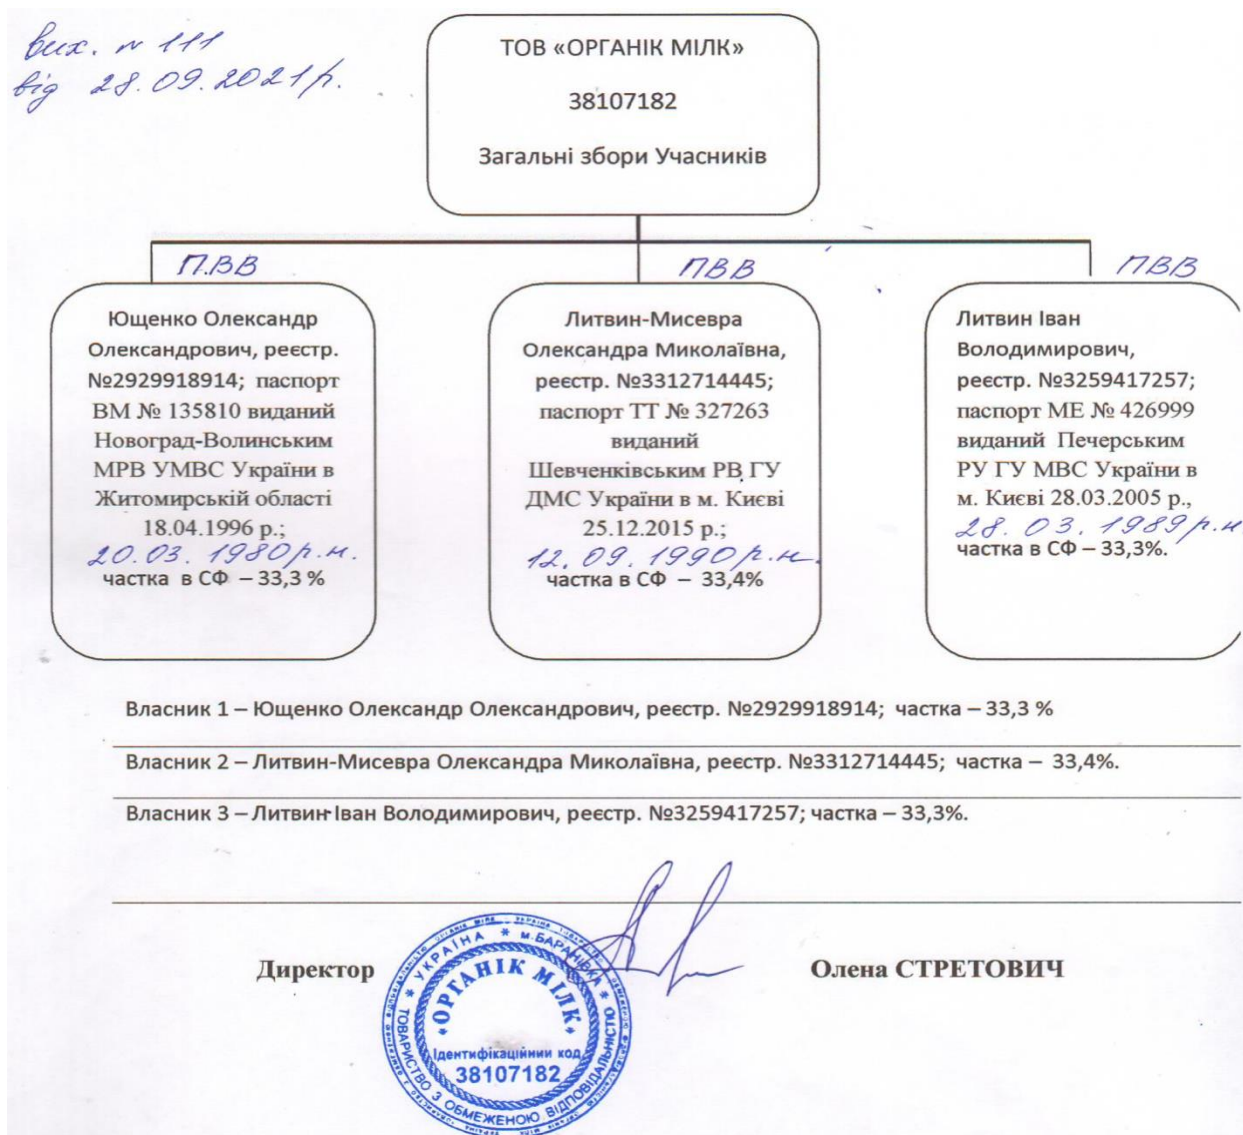 вих. № 111
від 28.09.2021р.
ТОВ «ОРГАНІК МІЛК»
38107182
Загальні збори Учасників
П.ВВ
ПВВ
ПВВ
Ющенко Олександр
Олександрович, реєстр.
№2929918914; паспорт
ВМ № 135810 виданий
Новоград-Волинським
МРВ УМВС України в
Житомирській області
18.04.1996 р.;
20.03.1980р.н.
частка в СФ – 33,3 %
Литвин-Мисевра
Олександра Миколаївна,
реєстр. №3312714445;
паспорт ТТ № 327263
виданий
Шевченківським РВ ГУ
ДМС України в м. Києві
25.12.2015 р.;
12.09.1990р.н.
частка в СФ – 33,4%
Литвин Іван
Володимирович,
реєстр. №3259417257;
паспорт МЕ № 426999
виданий Печерським
РУ ГУ МВС України в
м. Києві 28.03.2005 р.,
28.03.1989р.н
частка в СФ – 33,3%.
Власник 1 – Ющенко Олександр Олександрович, реєстр. №2929918914; частка – 33,3 %
Власник 2 – Литвин-Мисевра Олександра Миколаївна, реєстр. №3312714445; частка – 33,4%.
Власник 3 – Литвин Іван Володимирович, реєстр. №3259417257; частка – 33,3%.
Директор
Олена СТРЕТОВИЧ
* УКРАЇНА * м.БАРАНІВКА *
ТОВАРИСТВО З ОБМЕЖЕНОЮ ВІДПОВІДАЛЬНІСТЮ
«ОРГАНІК МІЛК»
Ідентифікаційний код
38107182